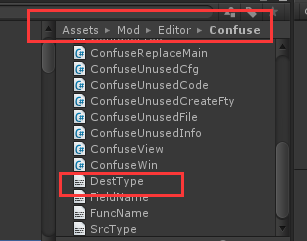 Assets ▸ Mod ▸ Editor ▸ Confuse
ConfuseReplaceMain
ConfuseUnusedCfg
ConfuseUnusedCode
ConfuseUnusedCreateFty
ConfuseUnusedFile
ConfuseUnusedInfo
ConfuseView
ConfuseWin
DestType
FieldName
FuncName
SrcType